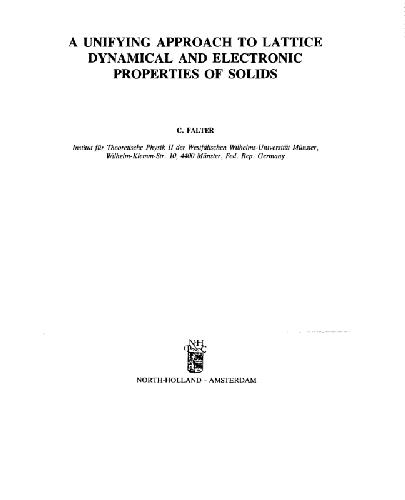 A UNIFYING APPROACH TO LATTICE
DYNAMICAL AND ELECTRONIC
PROPERTIES OF SOLIDS
C. FALTER
Institut für Theoretische Physik II der Westfälischen Wilhelms-Universität Münster,
Wilhelm-Klemm-Str. 10, 4400 Münster, Fed. Rep. Germany
NORTH-HOLLAND - AMSTERDAM